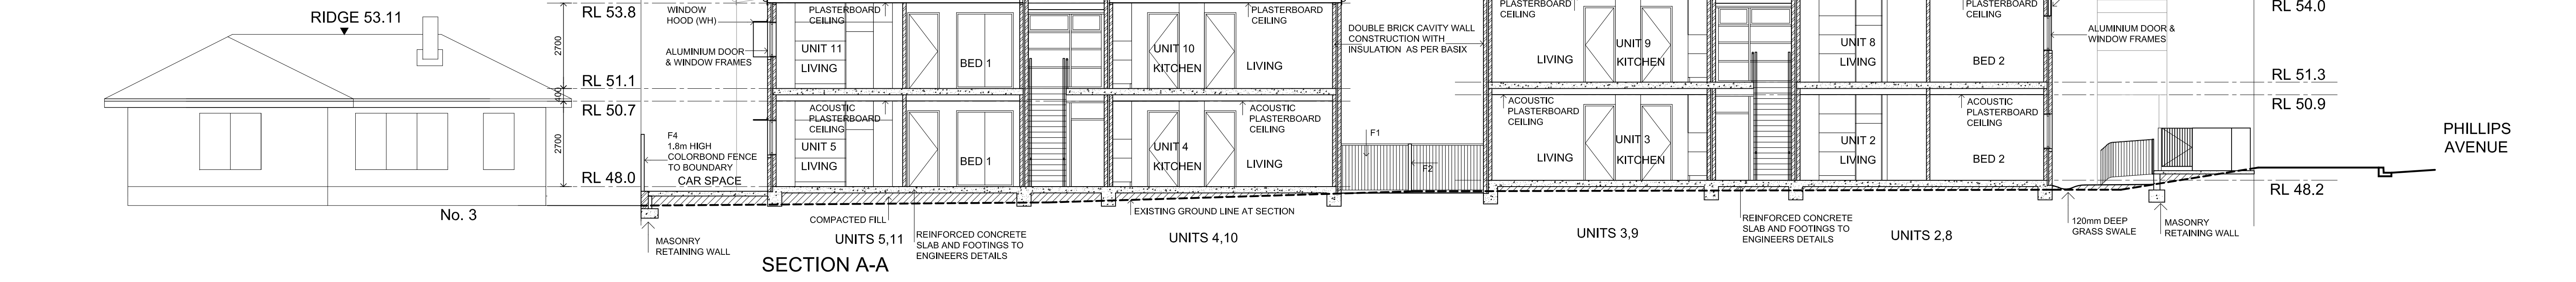 RIDGE 53.11
RL 53.8
2700
RL 51.1
400
RL 50.7
2700
RL 48.0
No. 3
WINDOW
HOOD (WH)
ALUMINIUM DOOR
& WINDOW FRAMES
F4
1.8m HIGH
COLORBOND FENCE
TO BOUNDARY
CAR SPACE
MASONRY
RETAINING WALL
PLASTERBOARD
CEILING
UNIT 11
LIVING
BED 1
ACOUSTIC
PLASTERBOARD
CEILING
UNIT 5
LIVING
BED 1
COMPACTED FILL
UNITS 5,11
REINFORCED CONCRETE
SLAB AND FOOTINGS TO
ENGINEERS DETAILS
SECTION A-A
PLASTERBOARD
CEILING
UNIT 10
KITCHEN
LIVING
ACOUSTIC
PLASTERBOARD
CEILING
UNIT 4
KITCHEN
LIVING
EXISTING GROUND LINE AT SECTION
UNITS 4,10
DOUBLE BRICK CAVITY WALL
CONSTRUCTION WITH
INSULATION AS PER BASIX
F1
F2
PLASTERBOARD
CEILING
UNIT 9
LIVING
KITCHEN
ACOUSTIC
PLASTERBOARD
CEILING
UNIT 3
LIVING
KITCHEN
UNITS 3,9
REINFORCED CONCRETE
SLAB AND FOOTINGS TO
ENGINEERS DETAILS
PLASTERBOARD
CEILING
UNIT 8
LIVING
BED 2
ACOUSTIC
PLASTERBOARD
CEILING
UNIT 2
LIVING
BED 2
UNITS 2,8
ALUMINIUM DOOR &
WINDOW FRAMES
120mm DEEP
GRASS SWALE
MASONRY
RETAINING WALL
RL 54.0
RL 51.3
RL 50.9
RL 48.2
PHILLIPS
AVENUE